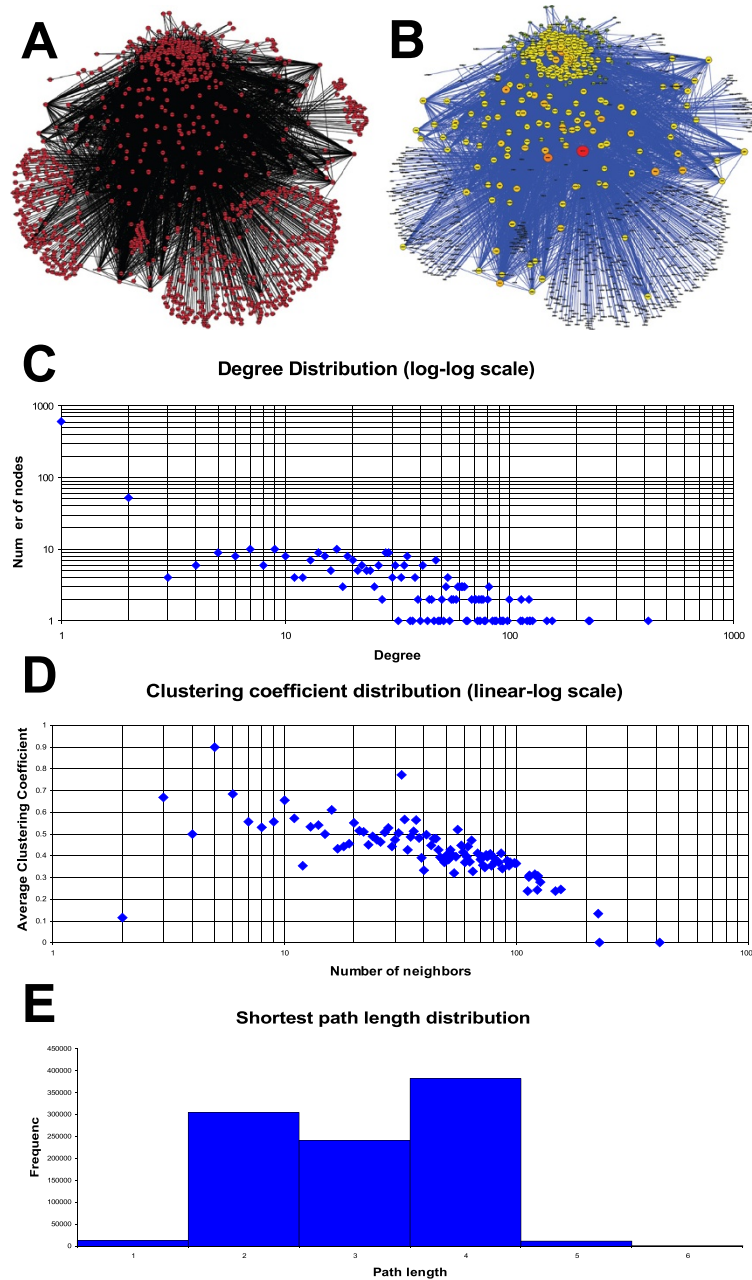 A
B
C
Degree Distribution (log-log scale)
1000
100
10
1
Num er of nodes
1 10 100 1000
Degree
D
Clustering coefficient distribution (linear-log scale)
1
0.9
0.8
0.7
0.6
0.5
0.4
0.3
0.2
0.1
0
Average Clustering Coefficient
1 10 100 100
Number of neighbors
E
Shortest path length distribution
450000
400000
350000
300000
250000
200000
150000
100000
50000
0
Frequenc
1 2 3 4 5 6
Path length